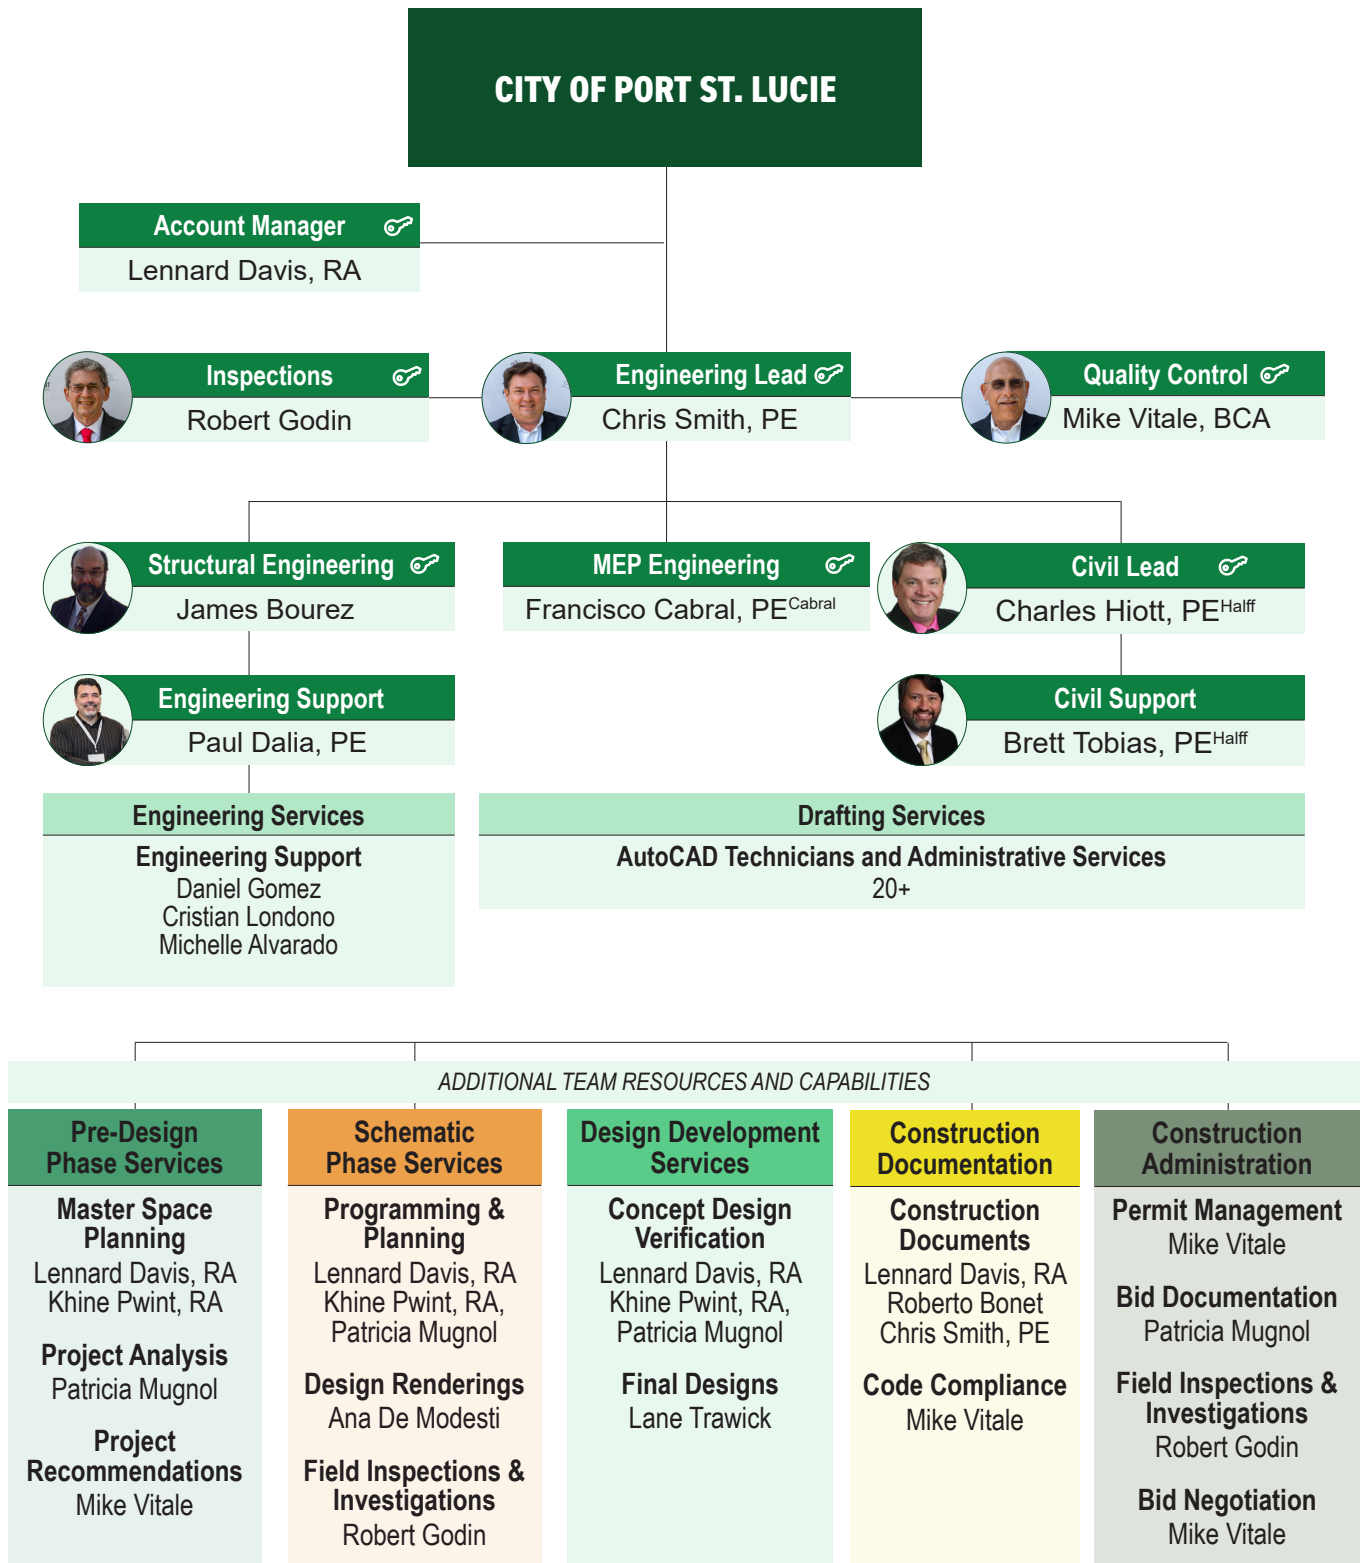 CITY OF PORT ST. LUCIE
Account Manager
Lennard Davis, RA
Inspections
Robert Godin
Engineering Lead
Chris Smith, PE
Quality Control
Mike Vitale, BCA
Structural Engineering
James Bourez
MEP Engineering
Francisco Cabral, PE Cabral
Civil Lead
Charles Hiott, PE Halff
Engineering Support
Paul Dalia, PE
Civil Support
Brett Tobias, PE Halff
Engineering Services
Engineering Support
Daniel Gomez
Cristian Londono
Michelle Alvarado
Drafting Services
AutoCAD Technicians and Administrative Services
20+
ADDITIONAL TEAM RESOURCES AND CAPABILITIES
Pre-Design
Phase Services
Master Space
Planning
Lennard Davis, RA
Khine Pwint, RA
Project Analysis
Patricia Mugnol
Project
Recommendations
Mike Vitale
Schematic
Phase Services
Programming &
Planning
Lennard Davis, RA
Khine Pwint, RA,
Patricia Mugnol
Design Renderings
Ana De Modesti
Field Inspections &
Investigations
Robert Godin
Design Development
Services
Concept Design
Verification
Lennard Davis, RA
Khine Pwint, RA,
Patricia Mugnol
Final Designs
Lane Trawick
Construction
Documentation
Construction
Documents
Lennard Davis, RA
Roberto Bonet
Chris Smith, PE
Code Compliance
Mike Vitale
Construction
Administration
Permit Management
Mike Vitale
Bid Documentation
Patricia Mugnol
Field Inspections &
Investigations
Robert Godin
Bid Negotiation
Mike Vitale